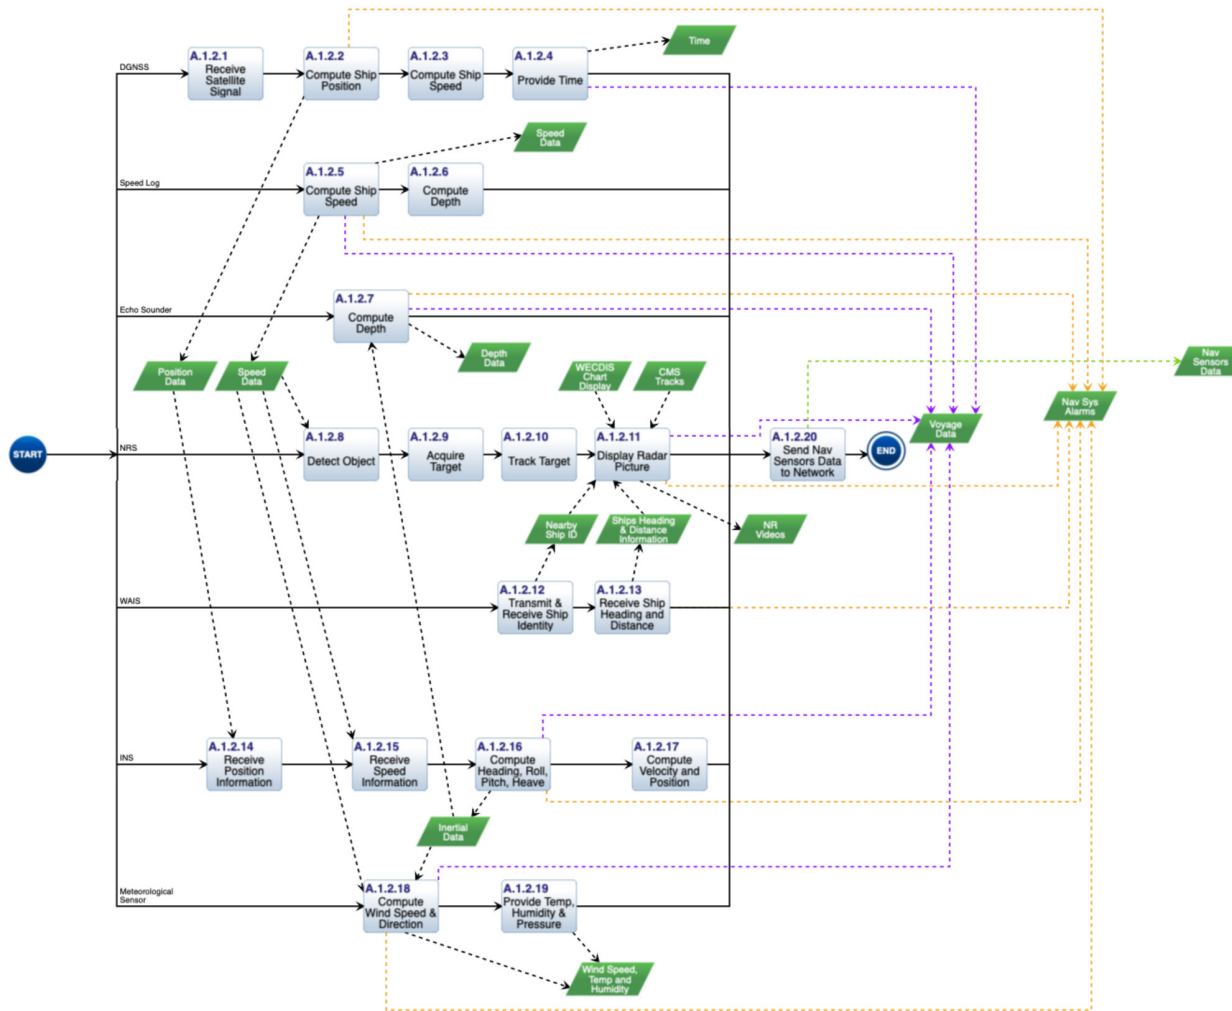 DGNSS
A.1.2.1
Receive
Satellite
Signal
A.1.2.2
Compute Ship
Position
A.1.2.3
Compute Ship
Speed
A.1.2.4
Provide Time
Time
Speed
Data
Speed Log
A.1.2.5
Compute Ship
Speed
A.1.2.6
Compute
Depth
Echo Sounder
A.1.2.7
Compute
Depth
Depth
Data
Position
Data
Speed
Data
WECDIS
Chart
Display
CMS
Tracks
Nav
Sensors
Data
Nav Sys
Alarms
Voyage
Data
START
NRS
A.1.2.8
Detect Object
A.1.2.9
Acquire
Target
A.1.2.10
Track Target
A.1.2.11
Display Radar
Picture
A.1.2.20
Send Nav
Sensors Data
to Network
END
Nearby
Ship ID
Ships Heading
& Distance
Information
NR
Videos
WAIS
A.1.2.12
Transmit &
Receive Ship
Identity
A.1.2.13
Receive Ship
Heading and
Distance
INS
A.1.2.14
Receive
Position
Information
A.1.2.15
Receive
Speed
Information
A.1.2.16
Compute
Heading, Roll,
Pitch, Heave
A.1.2.17
Compute
Velocity and
Position
Inertial
Data
Meteorological
Sensor
A.1.2.18
Compute
Wind Speed &
Direction
A.1.2.19
Provide Temp,
Humidity &
Pressure
Wind Speed,
Temp and
Humidity